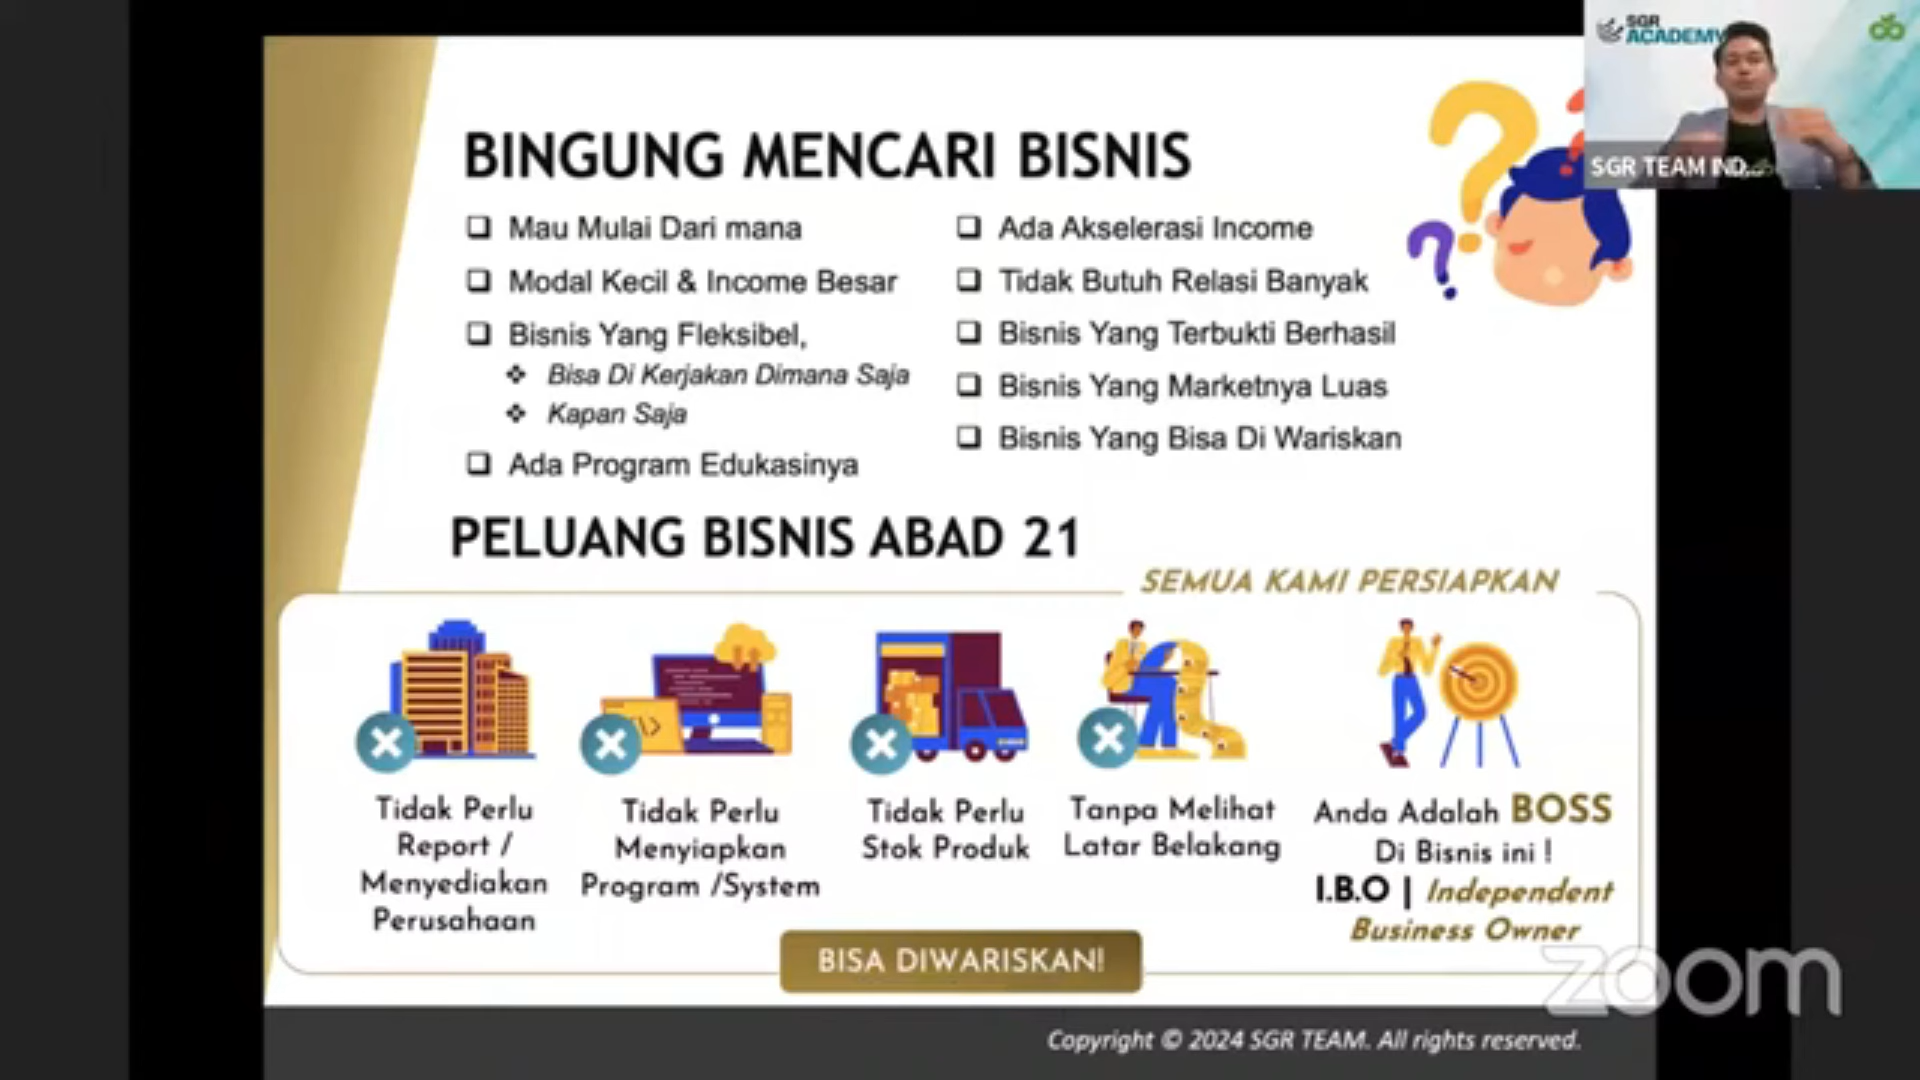 SGR
ACADEMY
SGR TEAM IND...
BINGUNG MENCARI BISNIS
Mau Mulai Dari mana
Modal Kecil & Income Besar
Bisnis Yang Fleksibel,
Bisa Di Kerjakan Dimana Saja
Kapan Saja
Ada Program Edukasinya
Ada Akselerasi Income
Tidak Butuh Relasi Banyak
Bisnis Yang Terbukti Berhasil
Bisnis Yang Marketnya Luas
Bisnis Yang Bisa Di Wariskan
PELUANG BISNIS ABAD 21
SEMUA KAMI PERSIAPKAN
Tidak Perlu
Report /
Menyediakan
Perusahaan
Tidak Perlu
Menyiapkan
Program /System
Tidak Perlu
Stok Produk
Tanpa Melihat
Latar Belakang
Anda Adalah BOSS
Di Bisnis ini !
I.B.O | Independent
Business Owner
BISA DIWARISKAN!
zoom
Copyright © 2024 SGR TEAM. All rights reserved.